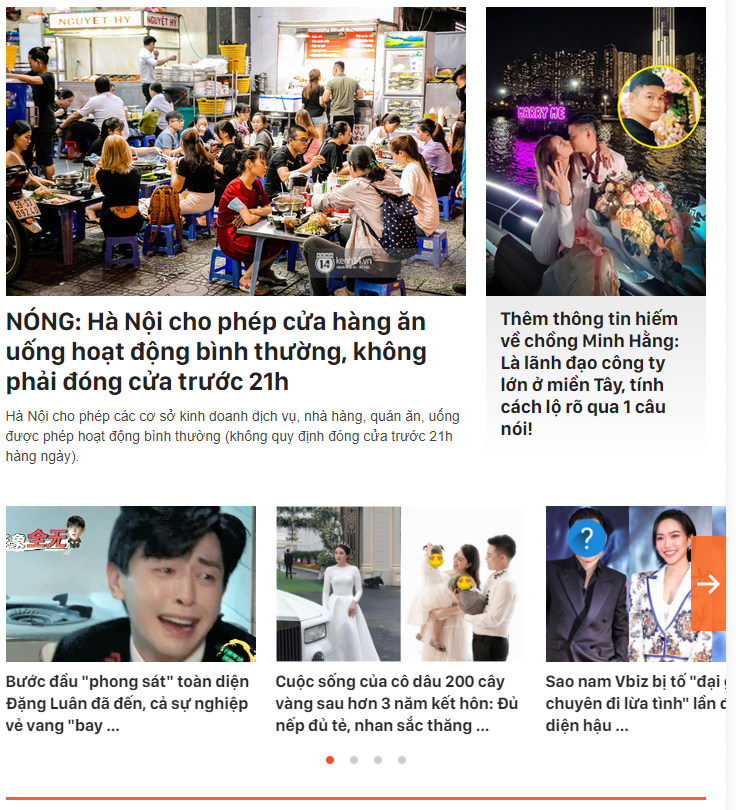 NGUYET HY
NGUYET HY
kenh14.vn
MARRY ME
NÓNG: Hà Nội cho phép cửa hàng ăn
uống hoạt động bình thường, không
phải đóng cửa trước 21h
Hà Nội cho phép các cơ sở kinh doanh dịch vụ, nhà hàng, quán ăn, uống
được phép hoạt động bình thường (không quy định đóng cửa trước 21h
hàng ngày).
Thêm thông tin hiếm
về chồng Minh Hằng:
Là lãnh đạo công ty
lớn ở miền Tây, tính
cách lộ rõ qua 1 câu
nói!
象全无
?
Bước đầu "phong sát" toàn diện
Đặng Luân đã đến, cả sự nghiệp
vẻ vang "bay ...
Cuộc sống của cô dâu 200 cây
vàng sau hơn 3 năm kết hôn: Đủ
nếp đủ tẻ, nhan sắc thăng ...
Sao nam Vbiz bị tố "đại
chuyên đi lừa tình" lần
diện hậu ...